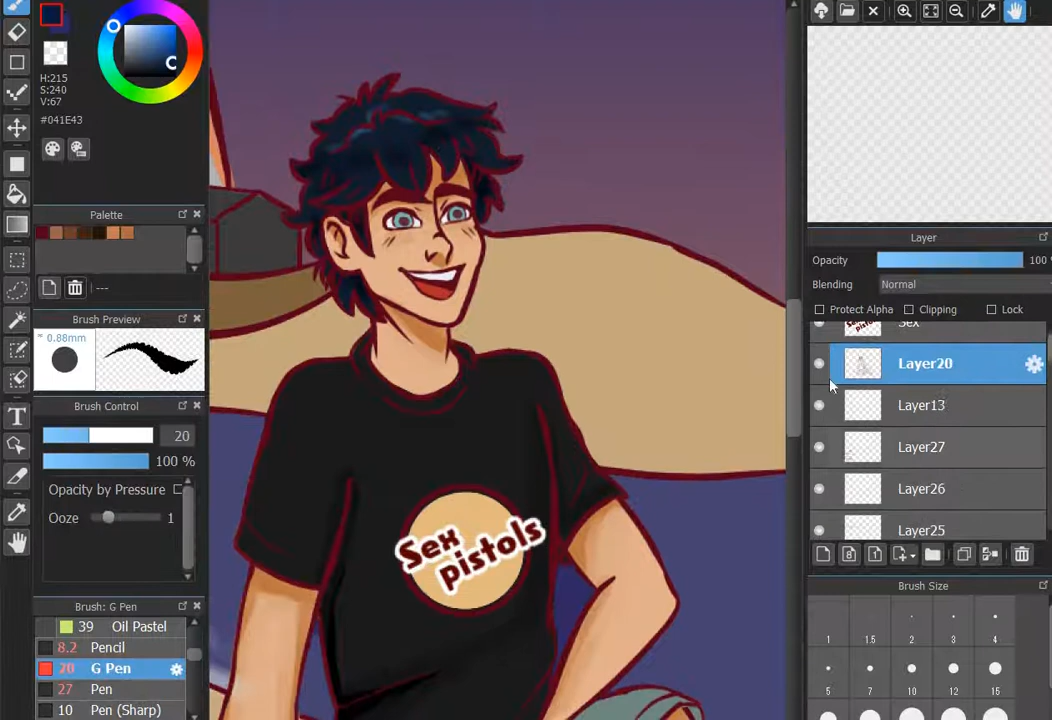 H:215
S:240
V:67
#041E43
Palette
---
Brush Preview
0.88mm
Brush Control
20
100 %
Opacity by Pressure
Ooze
1
Brush: G Pen
39 Oil Pastel
8.2 Pencil
20 G Pen
27 Pen
10 Pen (Sharp)
Sex
pistols
Layer
Opacity
100 %
Blending
Normal
Protect Alpha
Clipping
Lock
Sex
Layer20
Layer13
Layer27
Layer26
Layer25
Brush Size
1
1.5
2
3
4
5
7
10
12
15